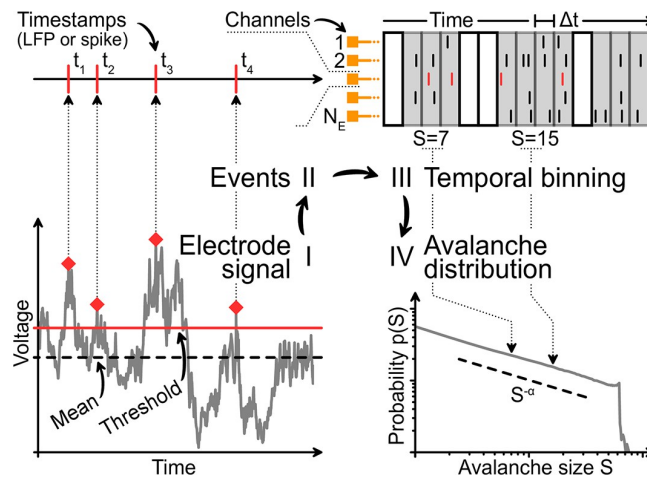 Timestamps
(LFP or spike)
t1 t2 t3 t4
Channels
1
2
NE
Time Δt
S=7 S=15
Events II III Temporal binning
Electrode
signal I
IV Avalanche
distribution
Voltage
Mean
Threshold
Time
Probability p(S)
S-α
Avalanche size S